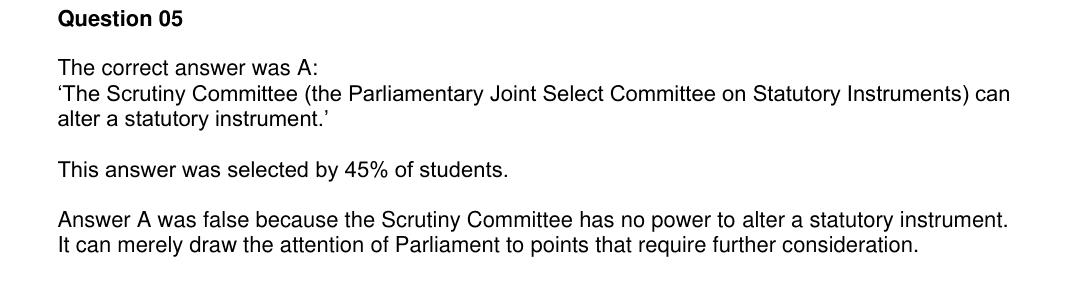 Question 05
The correct answer was A:
‘The Scrutiny Committee (the Parliamentary Joint Select Committee on Statutory Instruments) can
alter a statutory instrument.’
This answer was selected by 45% of students.
Answer A was false because the Scrutiny Committee has no power to alter a statutory instrument.
It can merely draw the attention of Parliament to points that require further consideration.